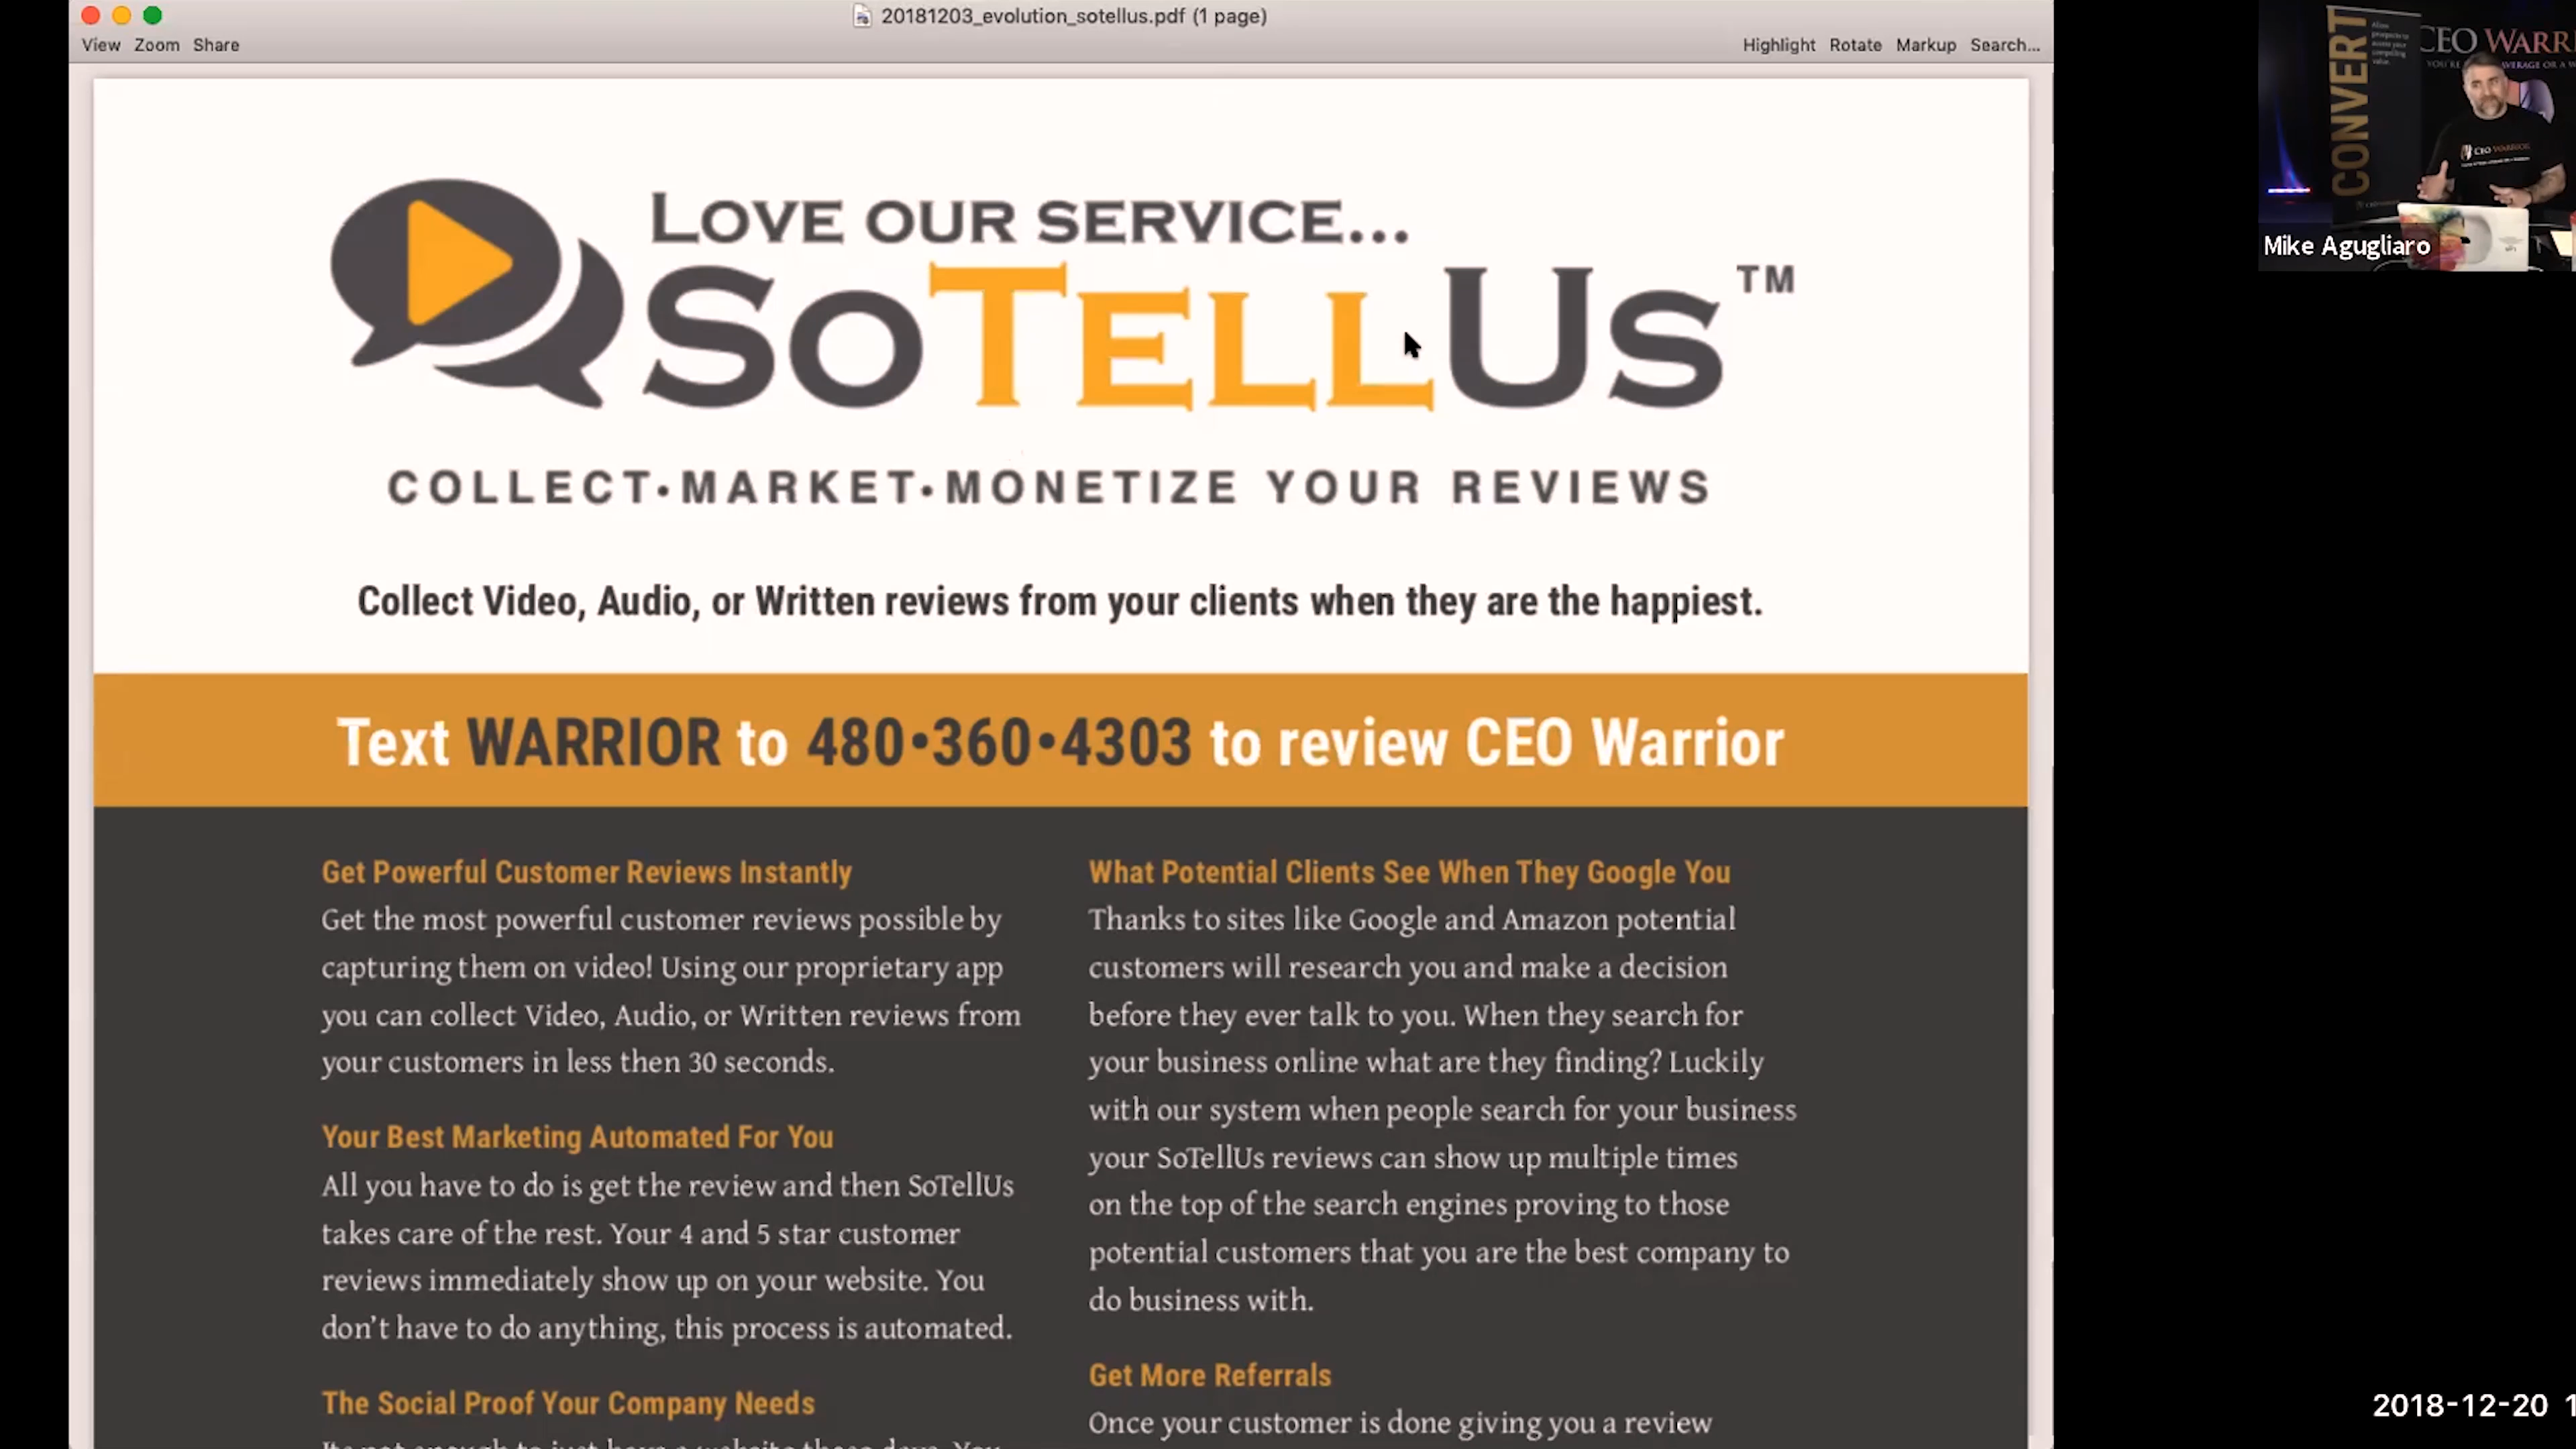 20181203_evolution_sotellus.pdf (1 page)
View Zoom Share
Highlight Rotate Markup Search...
LOVE OUR SERVICE...
SOTELLUS™
COLLECT•MARKET•MONETIZE YOUR REVIEWS
Collect Video, Audio, or Written reviews from your clients when they are the happiest.
Text WARRIOR to 480•360•4303 to review CEO Warrior
Get Powerful Customer Reviews Instantly
Get the most powerful customer reviews possible by
capturing them on video! Using our proprietary app
you can collect Video, Audio, or Written reviews from
your customers in less then 30 seconds.
Your Best Marketing Automated For You
All you have to do is get the review and then SoTellUs
takes care of the rest. Your 4 and 5 star customer
reviews immediately show up on your website. You
don't have to do anything, this process is automated.
The Social Proof Your Company Needs
What Potential Clients See When They Google You
Thanks to sites like Google and Amazon potential
customers will research you and make a decision
before they ever talk to you. When they search for
your business online what are they finding? Luckily
with our system when people search for your business
your SoTellUs reviews can show up multiple times
on the top of the search engines proving to those
potential customers that you are the best company to
do business with.
Get More Referrals
Once your customer is done giving you a review
CONVERT
CEO WARRI
CEO WARRIOR
Mike Agugliaro
2018-12-20 1